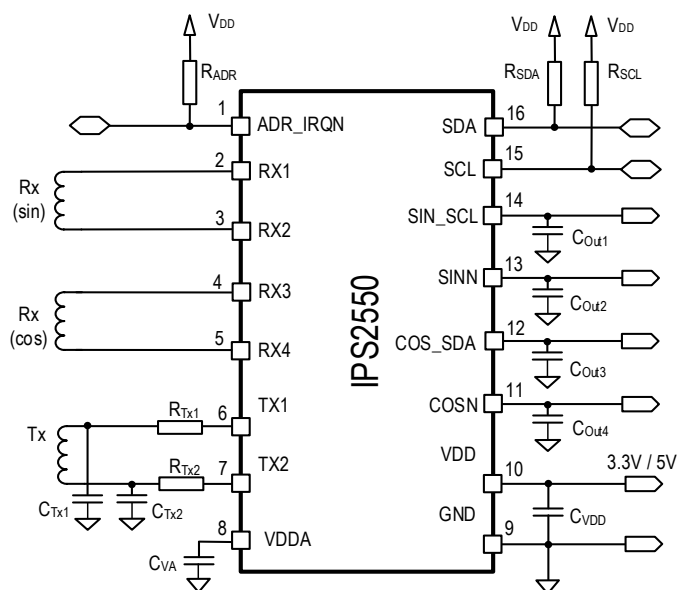 VDD
RADR
1
ADR_IRQN
2
Rx
(sin)
RX1
3
RX2
4
Rx
(cos)
RX3
5
RX4
RTx1
6
TX1
Tx
RTx2
7
TX2
CTx1
CTx2
8
VDDA
CVA
IPS2550
VDD
VDD
RSDA
RSCL
16
SDA
15
SCL
14
SIN_SCL
COut1
13
SINN
COut2
12
COS_SDA
COut3
11
COSN
COut4
VDD
10
3.3V / 5V
CVDD
GND
9